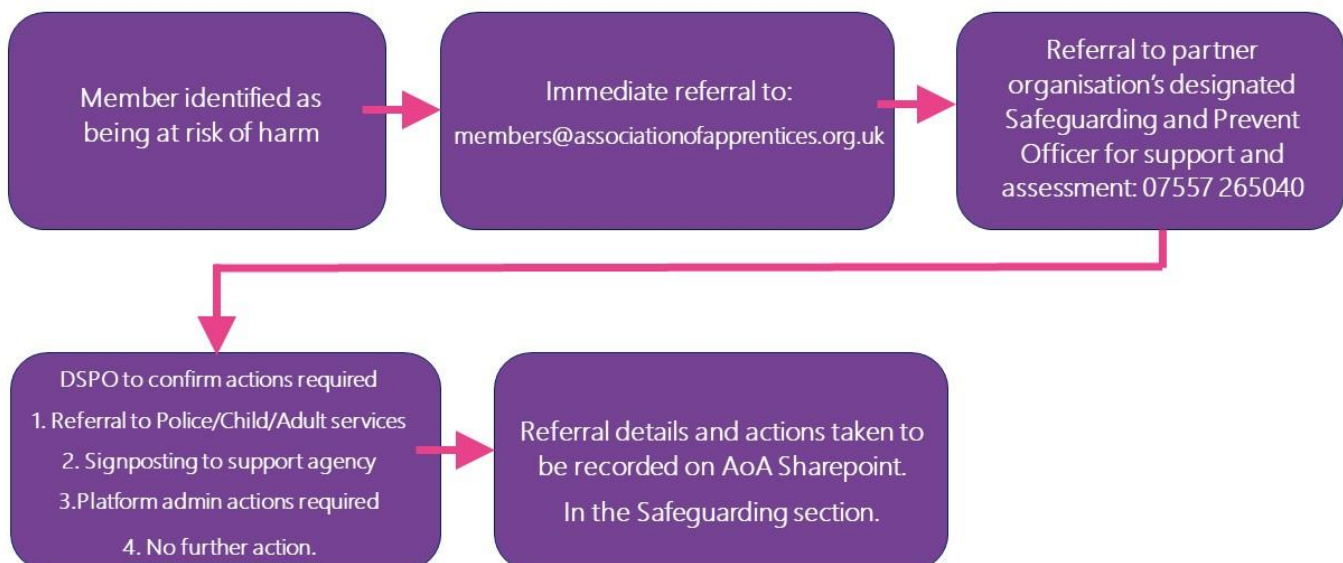 Member identified as
being at risk of harm
Immediate referral to:
members@associationofapprentices.org.uk
Referral to partner
organisation's designated
Safeguarding and Prevent
Officer for support and
assessment: 07557 265040
DSPO to confirm actions required
1. Referral to Police/Child/Adult services
2. Signposting to support agency
3.Platform admin actions required
4. No further action.
Referral details and actions taken to
be recorded on AoA Sharepoint.
In the Safeguarding section.